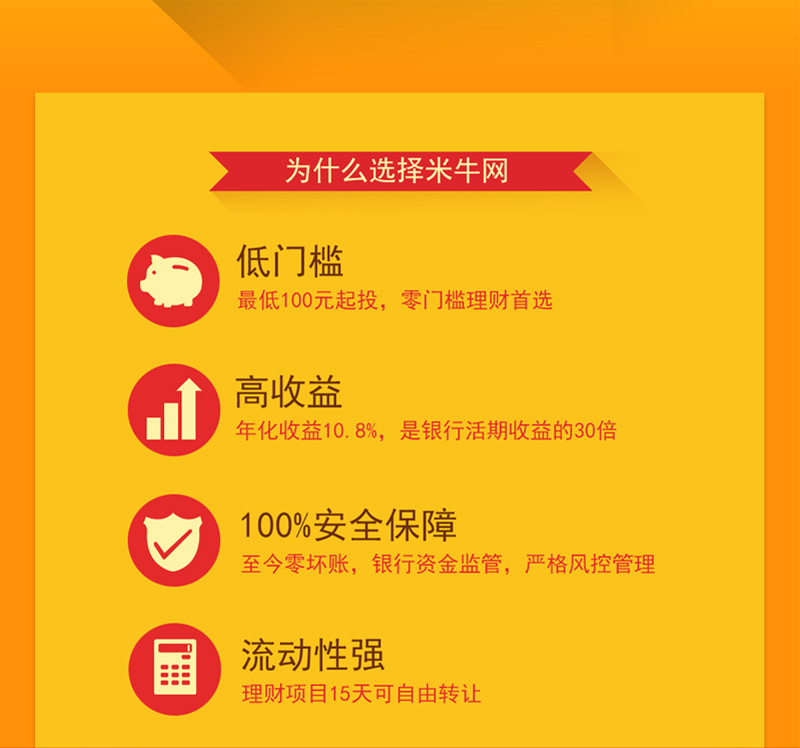 为什么选择米牛网
低门槛
最低100元起投，零门槛理财首选
高收益
年化收益10.8%，是银行活期收益的30倍
100%安全保障
至今零坏账，银行资金监管，严格风控管理
流动性强
理财项目15天可自由转让